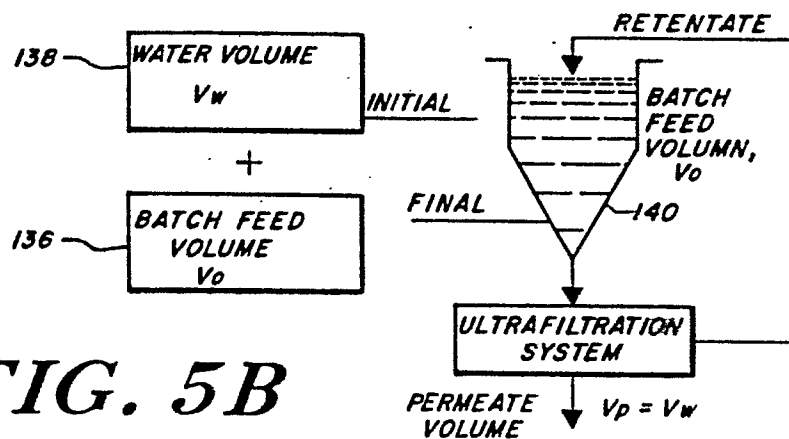 138
WATER VOLUME
Vw
INITIAL
+
136
BATCH FEED
VOLUME
Vo
RETENTATE
BATCH
FEED
VOLUMN,
Vo
FINAL
140
ULTRAFILTRATION
SYSTEM
PERMEATE
VOLUME
Vp = Vw
FIG. 5B